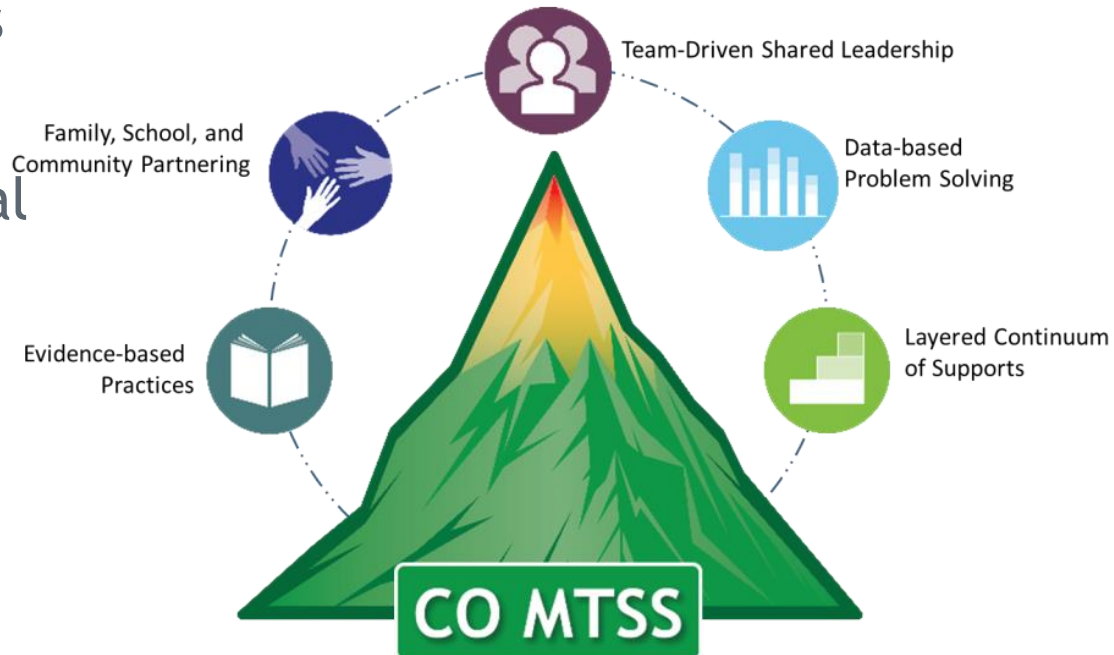 Team-Driven Shared Leadership
Family, School, and
Community Partnering
Data-based
Problem Solving
Evidence-based
Practices
Layered Continuum
of Supports
CO MTSS